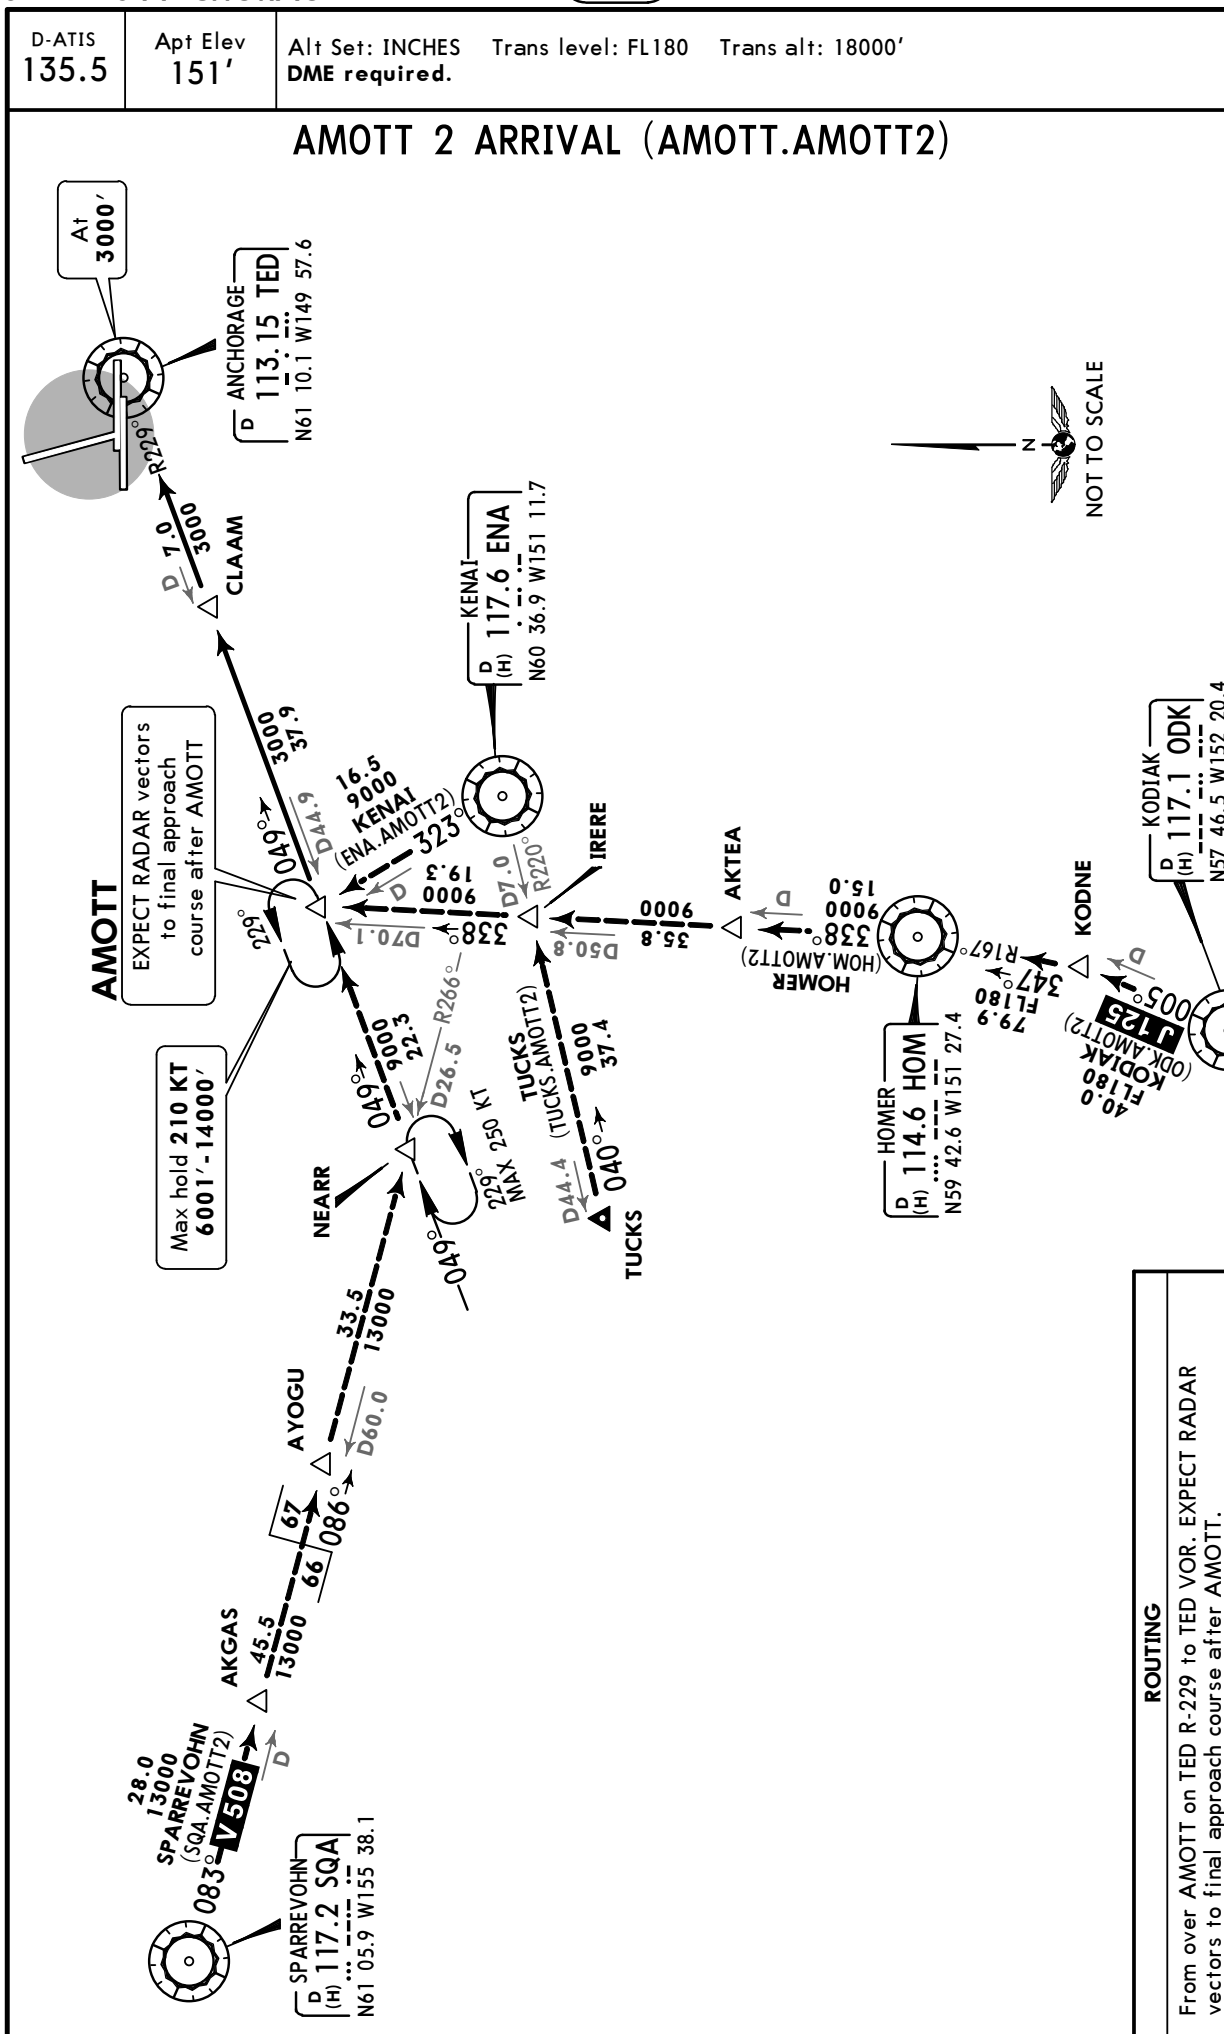 D-ATIS
135.5
Apt Elev
151'
Alt Set: INCHES Trans level: FL180 Trans alt: 18000'
DME required.
AMOTT 2 ARRIVAL (AMOTT.AMOTT2)
At
3000'
D ANCHORAGE
113.15 TED
N61 10.1 W149 57.6
R229°
D 7.0
3000
CLAAM
3000
37.9
D44.9
049°
AMOTT
EXPECT RADAR vectors
to final approach
course after AMOTT
229°
Max hold 210 KT
6001'-14000'
KENAI
D
(H) 117.6 ENA
N60 36.9 W151 11.7
16.5
9000
KENAI
(ENA.AMOTT2)
323°
D
19.3
9000
D70.1
338°
D7.0
R220°
IRERE
D50.8
9000
35.8
AKTEA
D
15.0
9000
338°
(HOM.AMOTT2)
HOMER
HOMER
D
(H) 114.6 HOM
N59 42.6 W151 27.4
R167°
KODNE
347°
FL180
79.9
D
005°
J125
(ODK.AMOTT2)
KODIAK
FL180
40.0
KODIAK
D
(H) 117.1 ODK
N57 46.5 W152 20.4
N
NOT TO SCALE
049°
9000
22.3
D26.5
R266°
NEARR
229°
MAX 250 KT
049°
TUCKS
(TUCKS.AMOTT2)
9000
37.4
D44.4
040°
TUCKS
33.5
13000
AYOGU
D60.0
086°
67
66
45.5
13000
AKGAS
28.0
13000
SPARREVOHN
(SQA.AMOTT2)
V508
D
083°
SPARREVOHN
D
(H) 117.2 SQA
N61 05.9 W155 38.1
ROUTING
From over AMOTT on TED R-229 to TED VOR. EXPECT RADAR
vectors to final approach course after AMOTT.